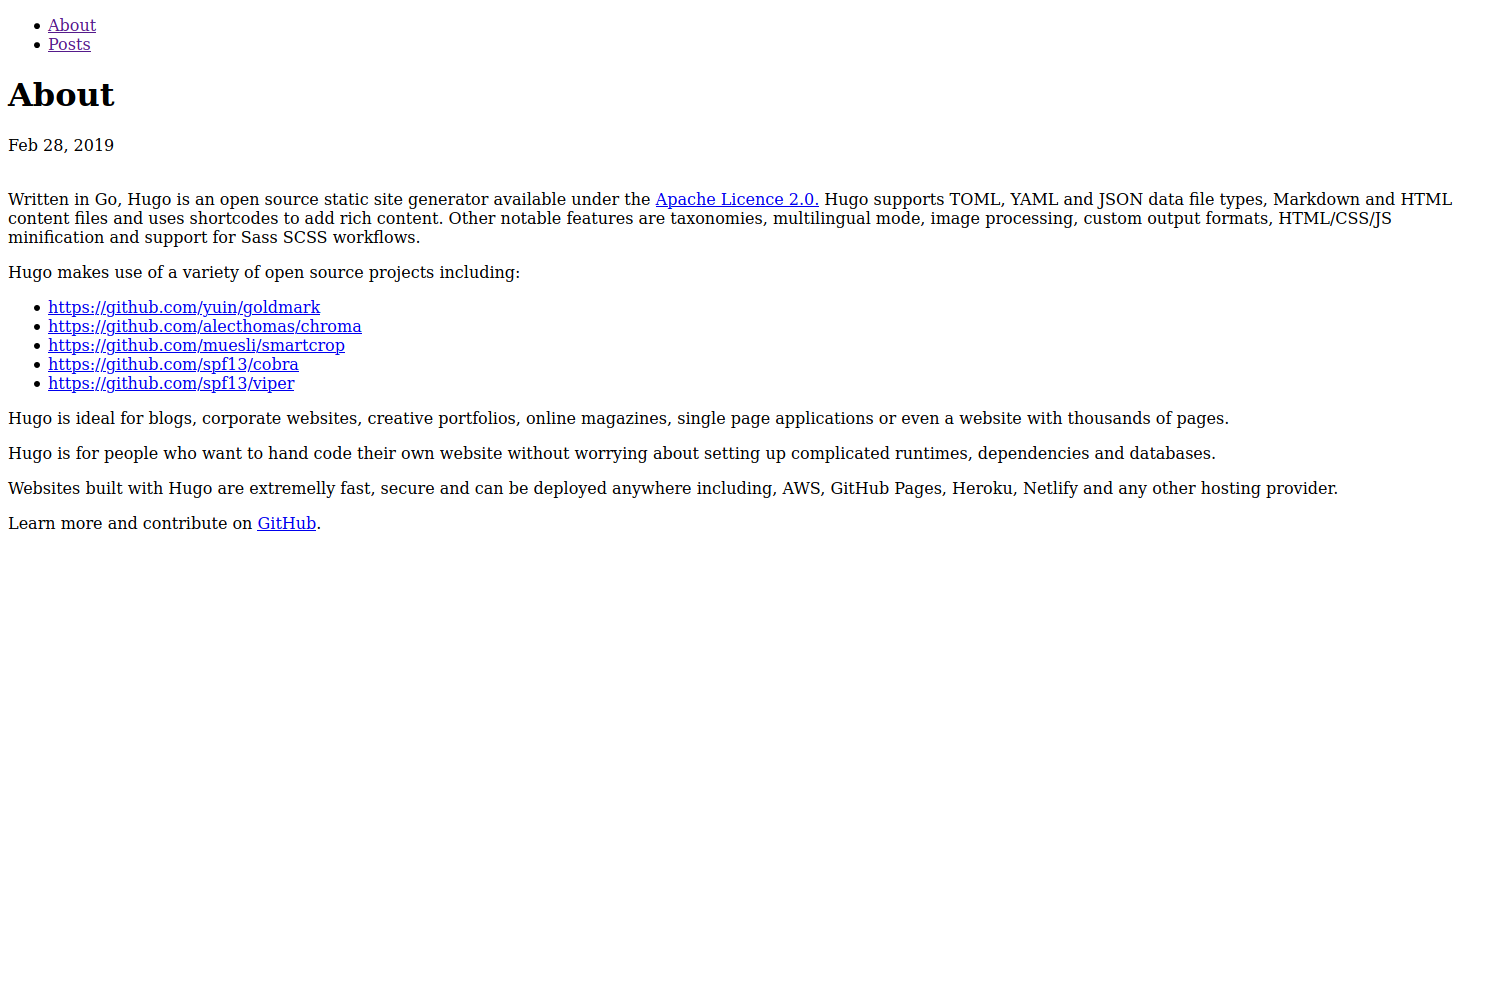 About
Posts
About
Feb 28, 2019
Written in Go, Hugo is an open source static site generator available under the Apache Licence 2.0. Hugo supports TOML, YAML and JSON data file types, Markdown and HTML
content files and uses shortcodes to add rich content. Other notable features are taxonomies, multilingual mode, image processing, custom output formats, HTML/CSS/JS
minification and support for Sass SCSS workflows.
Hugo makes use of a variety of open source projects including:
https://github.com/yuin/goldmark
https://github.com/alecthomas/chroma
https://github.com/muesli/smartcrop
https://github.com/spf13/cobra
https://github.com/spf13/viper
Hugo is ideal for blogs, corporate websites, creative portfolios, online magazines, single page applications or even a website with thousands of pages.
Hugo is for people who want to hand code their own website without worrying about setting up complicated runtimes, dependencies and databases.
Websites built with Hugo are extremelly fast, secure and can be deployed anywhere including, AWS, GitHub Pages, Heroku, Netlify and any other hosting provider.
Learn more and contribute on GitHub.